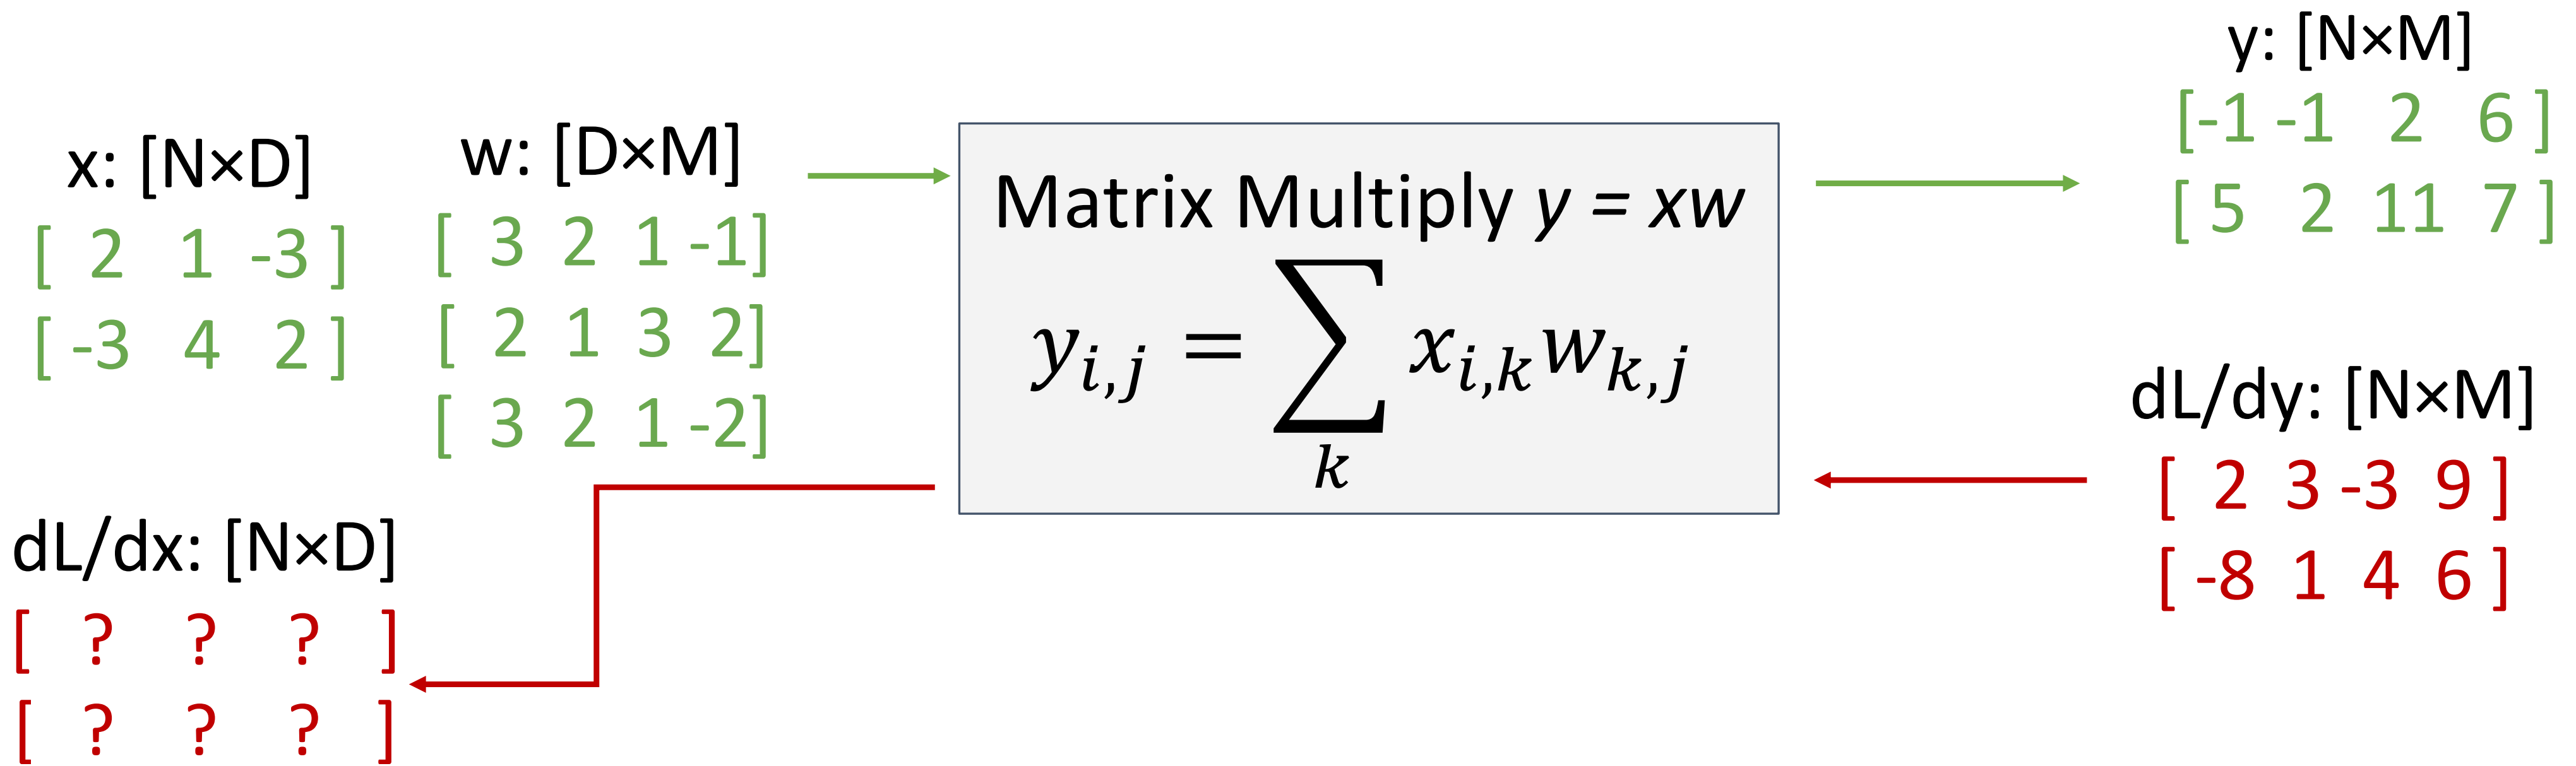 x: [N×D]
[ 2 1 -3 ]
[ -3 4 2 ]
w: [D×M]
[ 3 2 1 -1]
[ 2 1 3 2]
[ 3 2 1 -2]
Matrix Multiply y = xw
y_{i,j} = ∑_k x_{i,k}w_{k,j}
y: [N×M]
[-1 -1 2 6 ]
[ 5 2 11 7 ]
dL/dy: [N×M]
[ 2 3 -3 9 ]
[ -8 1 4 6 ]
dL/dx: [N×D]
[ ? ? ? ]
[ ? ? ? ]